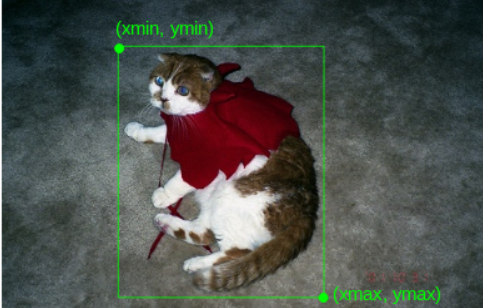 (xmin, ymin)
(xmax, ymax)